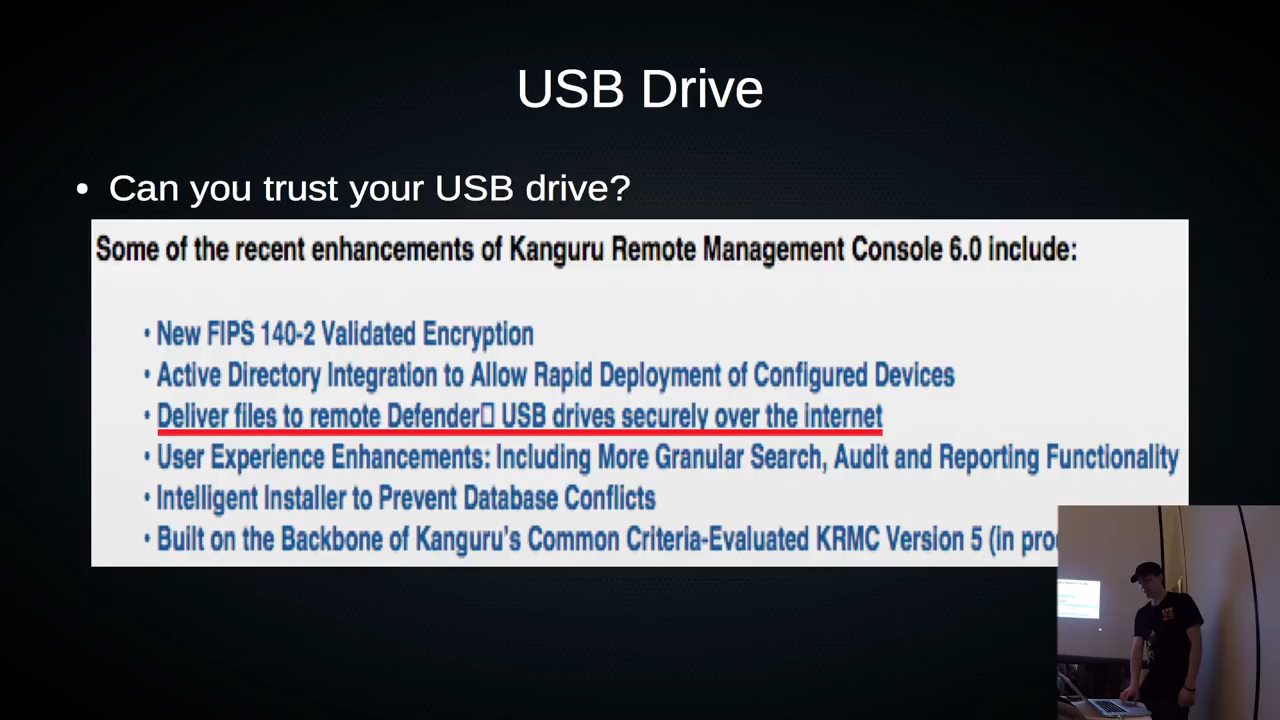 USB Drive
• Can you trust your USB drive?
Some of the recent enhancements of Kanguru Remote Management Console 6.0 include:
• New FIPS 140-2 Validated Encryption
• Active Directory Integration to Allow Rapid Deployment of Configured Devices
• Deliver files to remote Defender□ USB drives securely over the internet
• User Experience Enhancements: Including More Granular Search, Audit and Reporting Functionality
• Intelligent Installer to Prevent Database Conflicts
• Built on the Backbone of Kanguru’s Common Criteria-Evaluated KRMC Version 5 (in